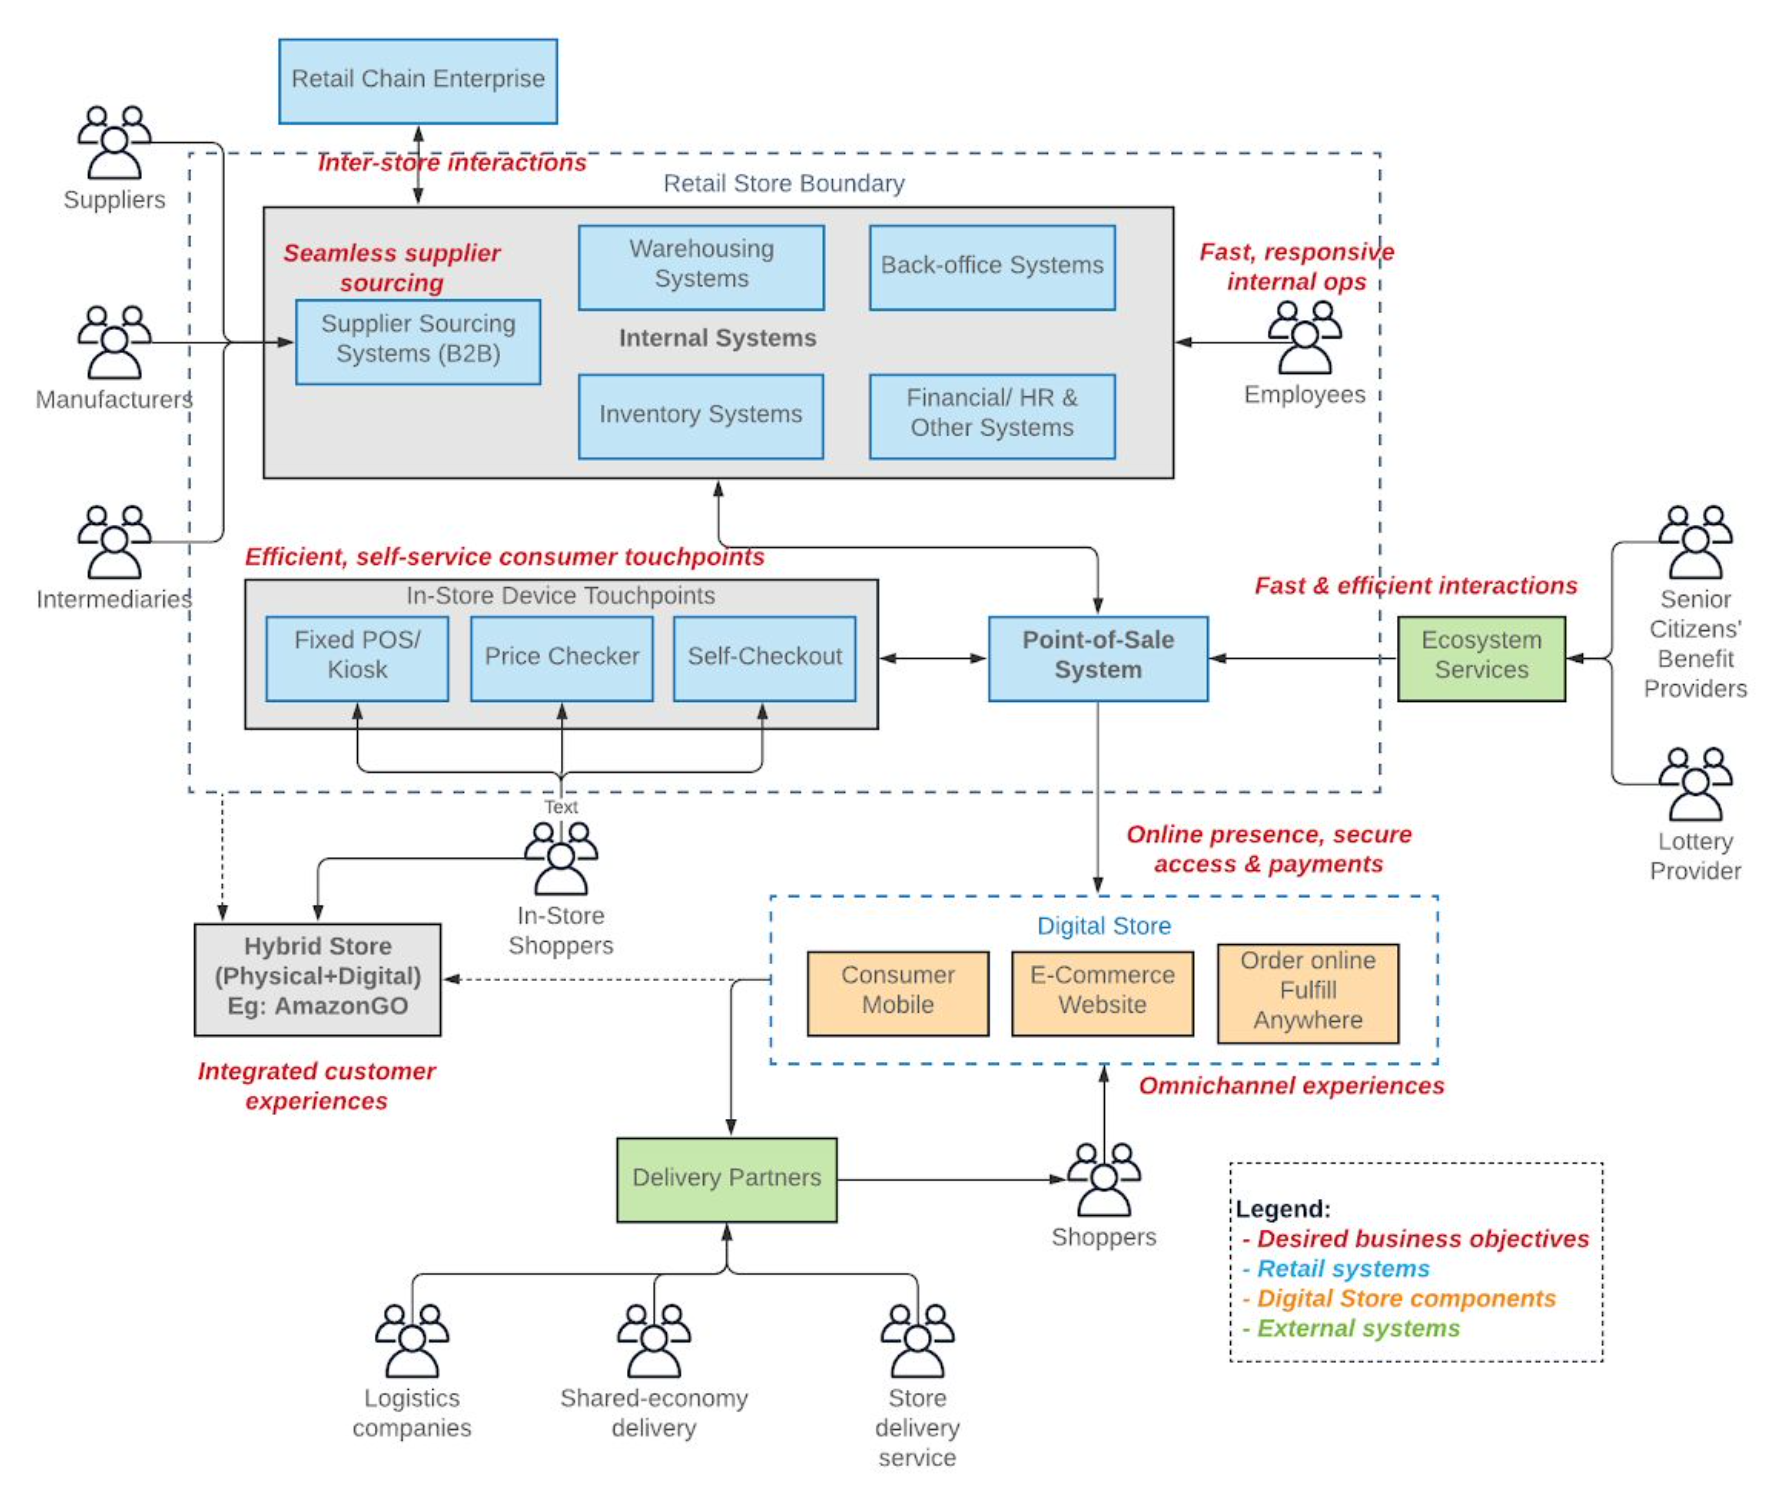 Retail Chain Enterprise
Suppliers
Inter-store interactions
Retail Store Boundary
Seamless supplier
sourcing
Supplier Sourcing
Systems (B2B)
Warehousing
Systems
Back-office Systems
Internal Systems
Inventory Systems
Financial/ HR &
Other Systems
Fast, responsive
internal ops
Employees
Manufacturers
Intermediaries
Efficient, self-service consumer touchpoints
In-Store Device Touchpoints
Fixed POS/
Kiosk
Price Checker
Self-Checkout
Point-of-Sale
System
Fast & efficient interactions
Ecosystem
Services
Senior
Citizens'
Benefit
Providers
Lottery
Provider
Text
In-Store
Shoppers
Online presence, secure
access & payments
Hybrid Store
(Physical+Digital)
Eg: AmazonGO
Integrated customer
experiences
Digital Store
Consumer
Mobile
E-Commerce
Website
Order online
Fulfill
Anywhere
Omnichannel experiences
Delivery Partners
Shoppers
Logistics
companies
Shared-economy
delivery
Store
delivery
service
Legend:
- Desired business objectives
- Retail systems
- Digital Store components
- External systems